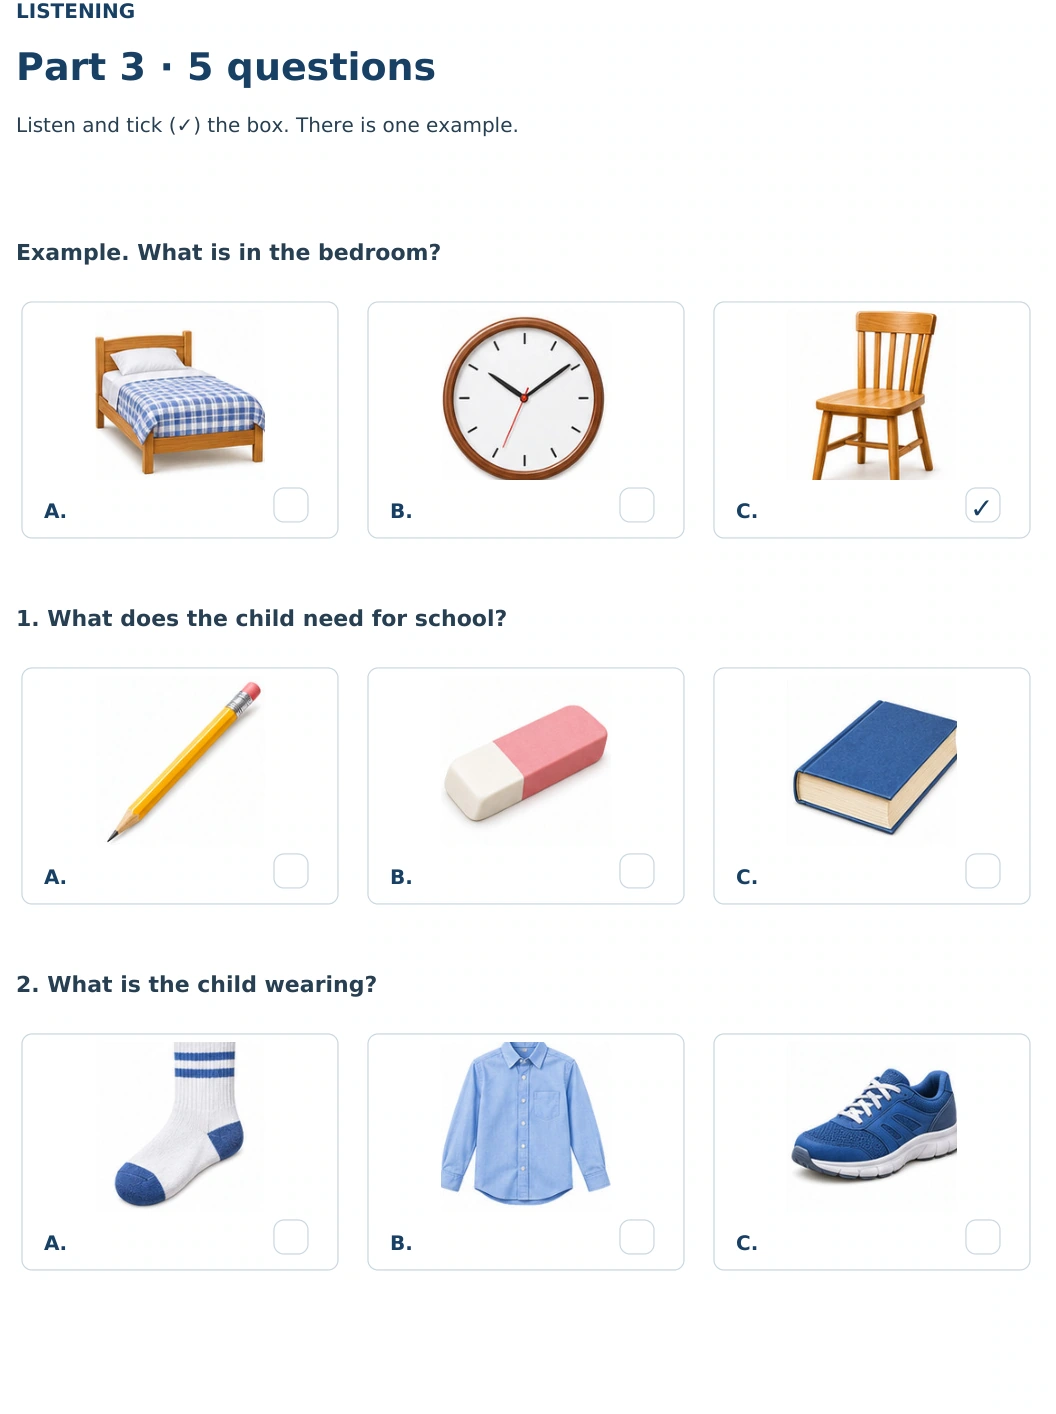 LISTENING
Part 3 · 5 questions
Listen and tick (✓) the box. There is one example.
Example. What is in the bedroom?
A.
B.
C. ✓
1. What does the child need for school?
A.
B.
C.
2. What is the child wearing?
A.
B.
C.